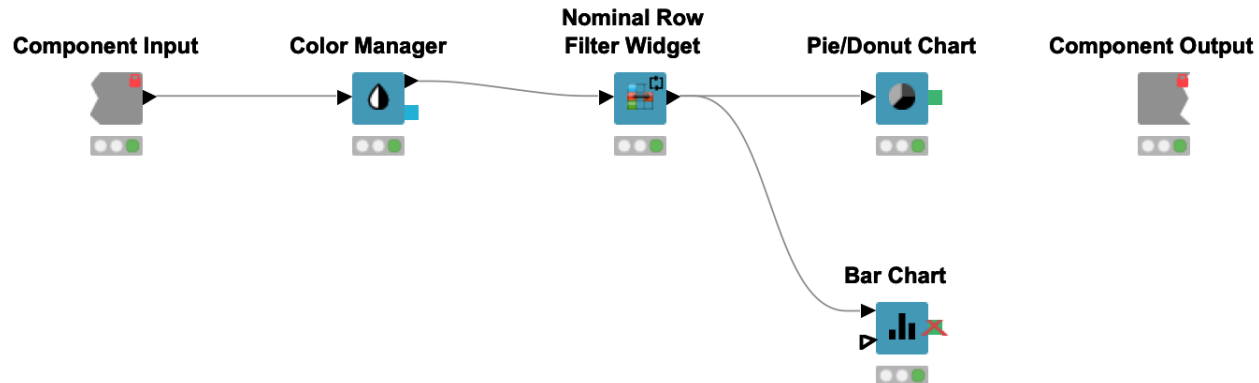 Nominal Row
Component Input
Color Manager
Filter Widget
Pie/Donut Chart
Component Output
Bar Chart